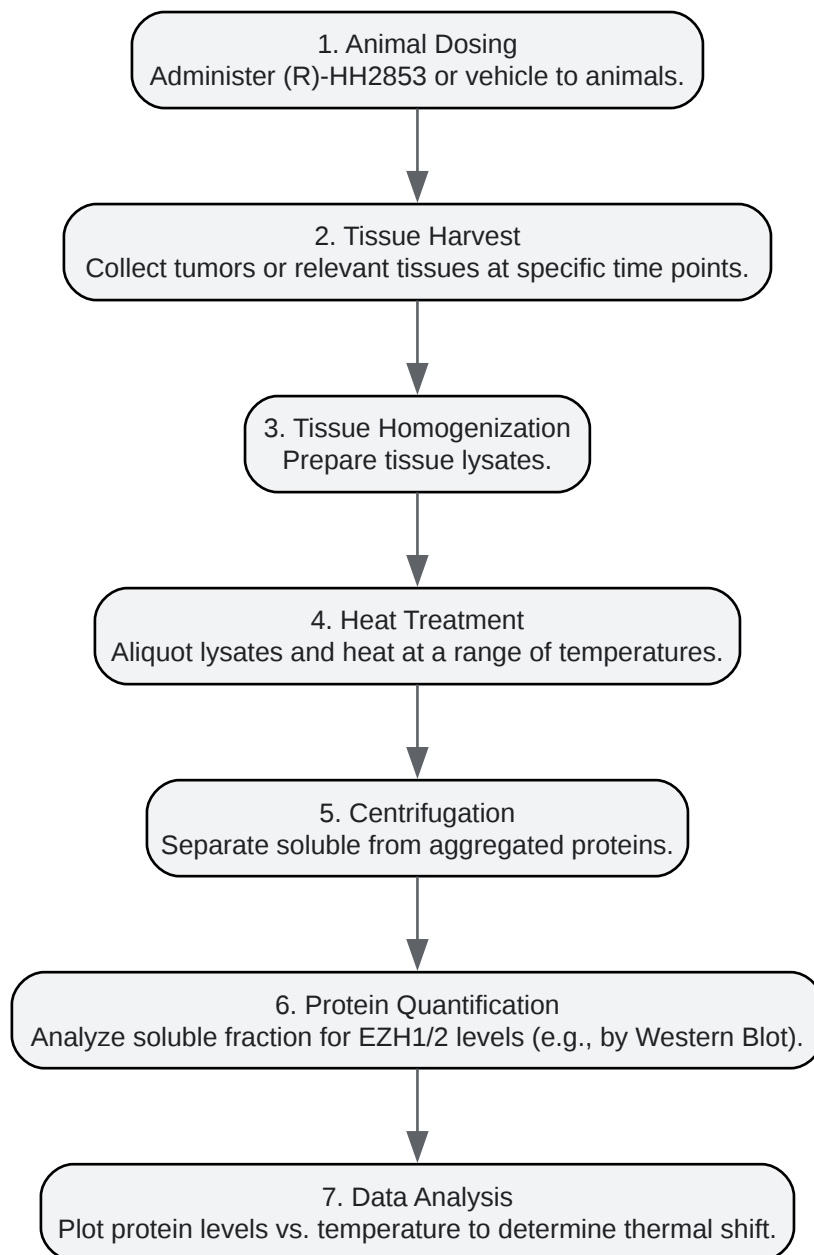 1. Animal Dosing
Administer (R)-HH2853 or vehicle to animals.
2. Tissue Harvest
Collect tumors or relevant tissues at specific time points.
3. Tissue Homogenization
Prepare tissue lysates.
4. Heat Treatment
Aliquot lysates and heat at a range of temperatures.
5. Centrifugation
Separate soluble from aggregated proteins.
6. Protein Quantification
Analyze soluble fraction for EZH1/2 levels (e.g., by Western Blot).
7. Data Analysis
Plot protein levels vs. temperature to determine thermal shift.